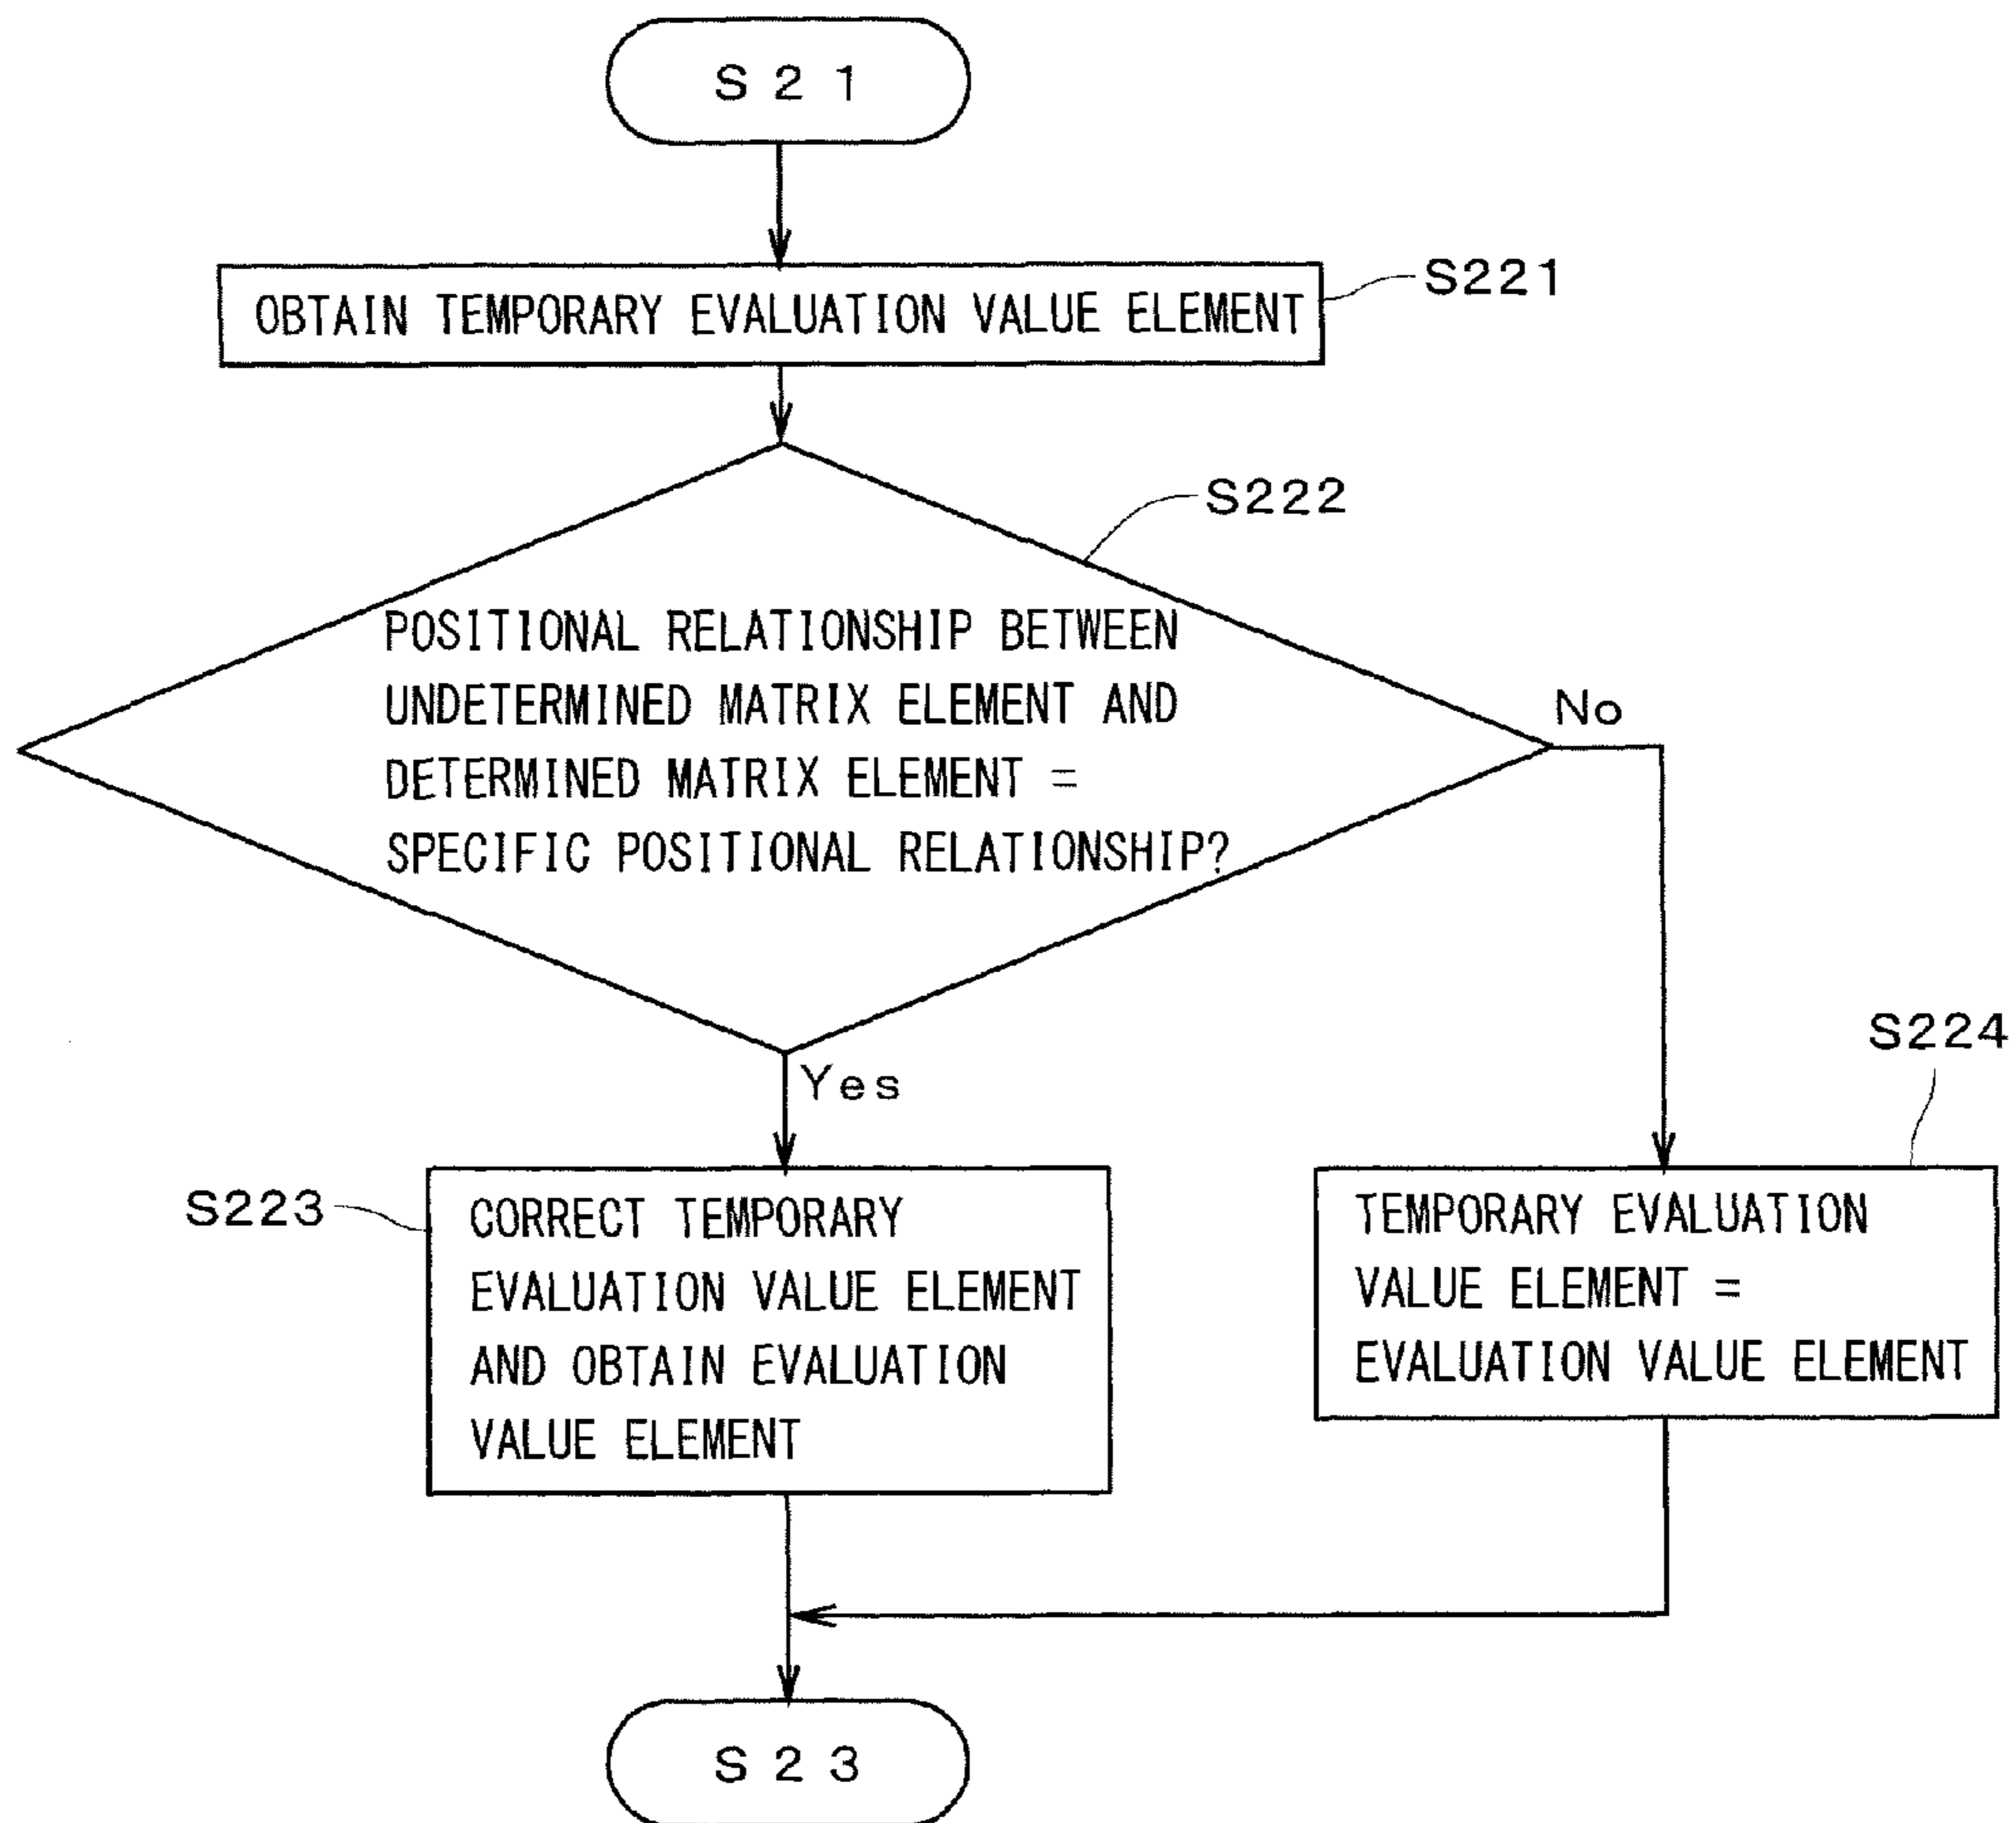 S 2 1
S221
OBTAIN TEMPORARY EVALUATION VALUE ELEMENT
S222
POSITIONAL RELATIONSHIP BETWEEN
UNDETERMINED MATRIX ELEMENT AND
DETERMINED MATRIX ELEMENT =
SPECIFIC POSITIONAL RELATIONSHIP?
No
Yes
S223
CORRECT TEMPORARY
EVALUATION VALUE ELEMENT
AND OBTAIN EVALUATION
VALUE ELEMENT
S224
TEMPORARY EVALUATION
VALUE ELEMENT =
EVALUATION VALUE ELEMENT
S 2 3